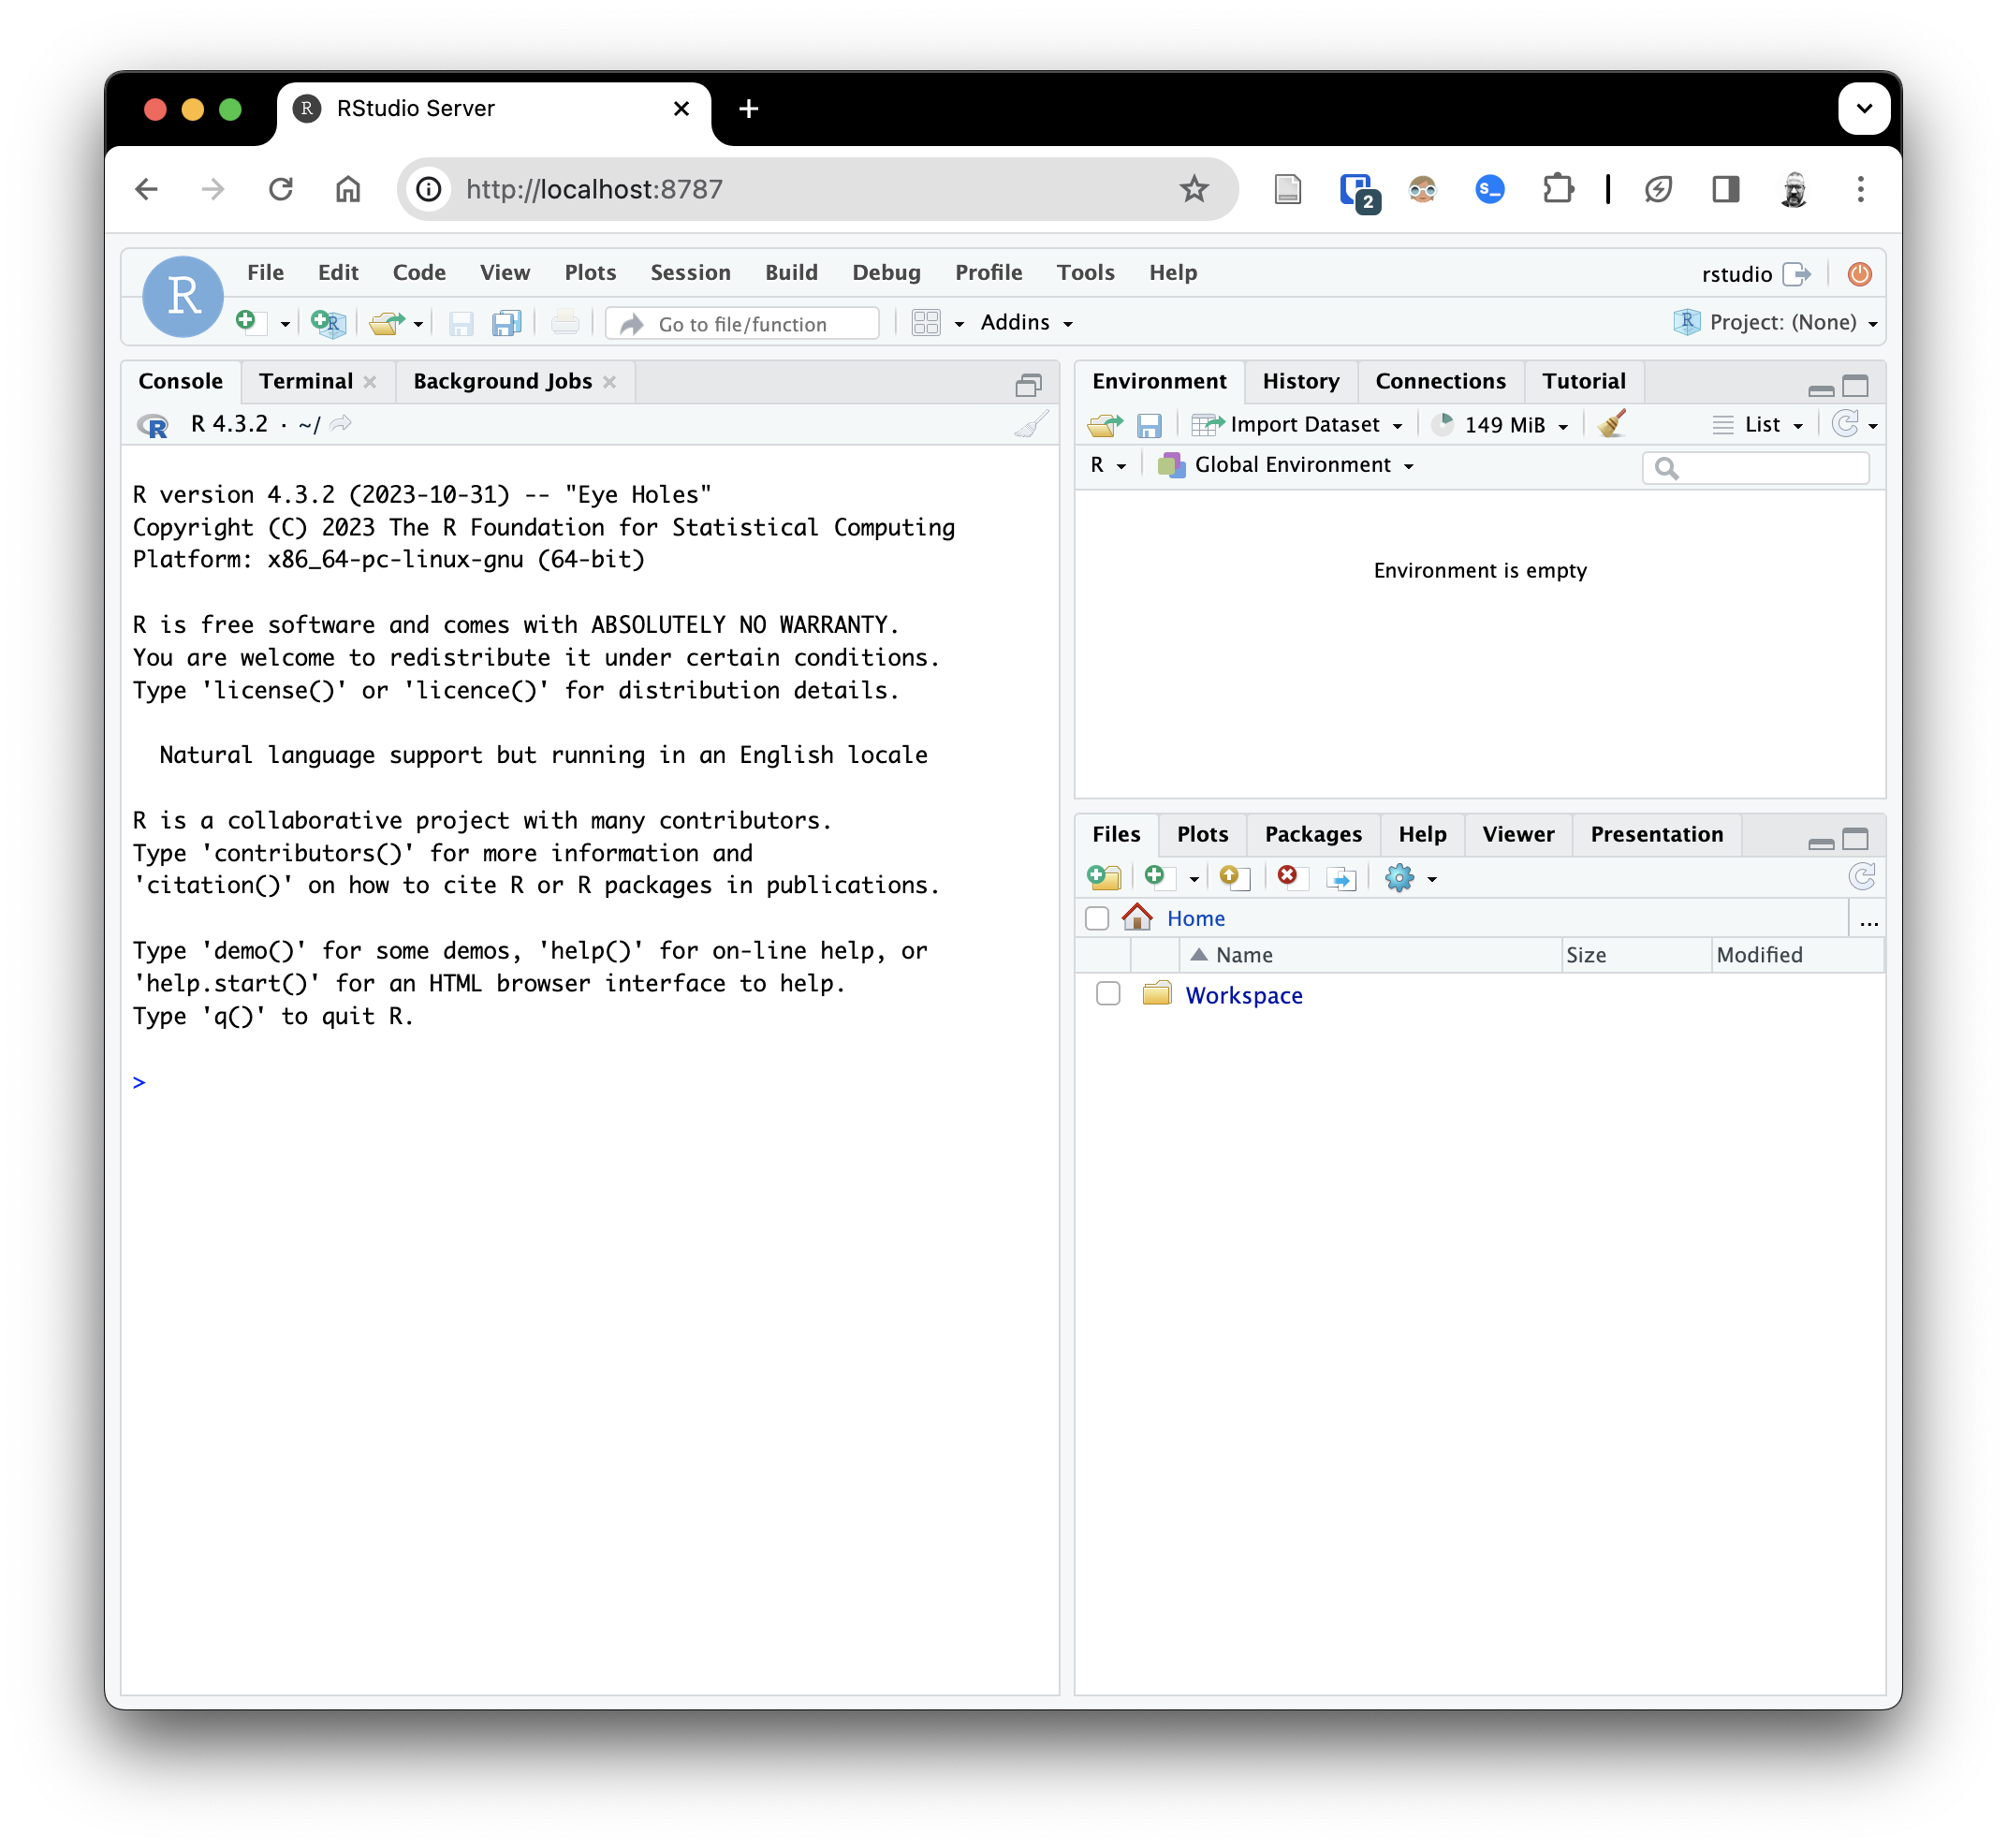 R RStudio Server
http://localhost:8787
2
S_
R
File Edit Code View Plots Session Build Debug Profile Tools Help
rstudio
R
Go to file/function
Addins
R Project: (None)
Console Terminal Background Jobs
R R 4.3.2 · ~/
R version 4.3.2 (2023-10-31) -- "Eye Holes"
Copyright (C) 2023 The R Foundation for Statistical Computing
Platform: x86_64-pc-linux-gnu (64-bit)
R is free software and comes with ABSOLUTELY NO WARRANTY.
You are welcome to redistribute it under certain conditions.
Type 'license()' or 'licence()' for distribution details.
Natural language support but running in an English locale
R is a collaborative project with many contributors.
Type 'contributors()' for more information and
'citation()' on how to cite R or R packages in publications.
Type 'demo()' for some demos, 'help()' for on-line help, or
'help.start()' for an HTML browser interface to help.
Type 'q()' to quit R.
>
Environment History Connections Tutorial
Import Dataset 149 MiB List
R Global Environment
Environment is empty
Files Plots Packages Help Viewer Presentation
Home ...
Name Size Modified
Workspace